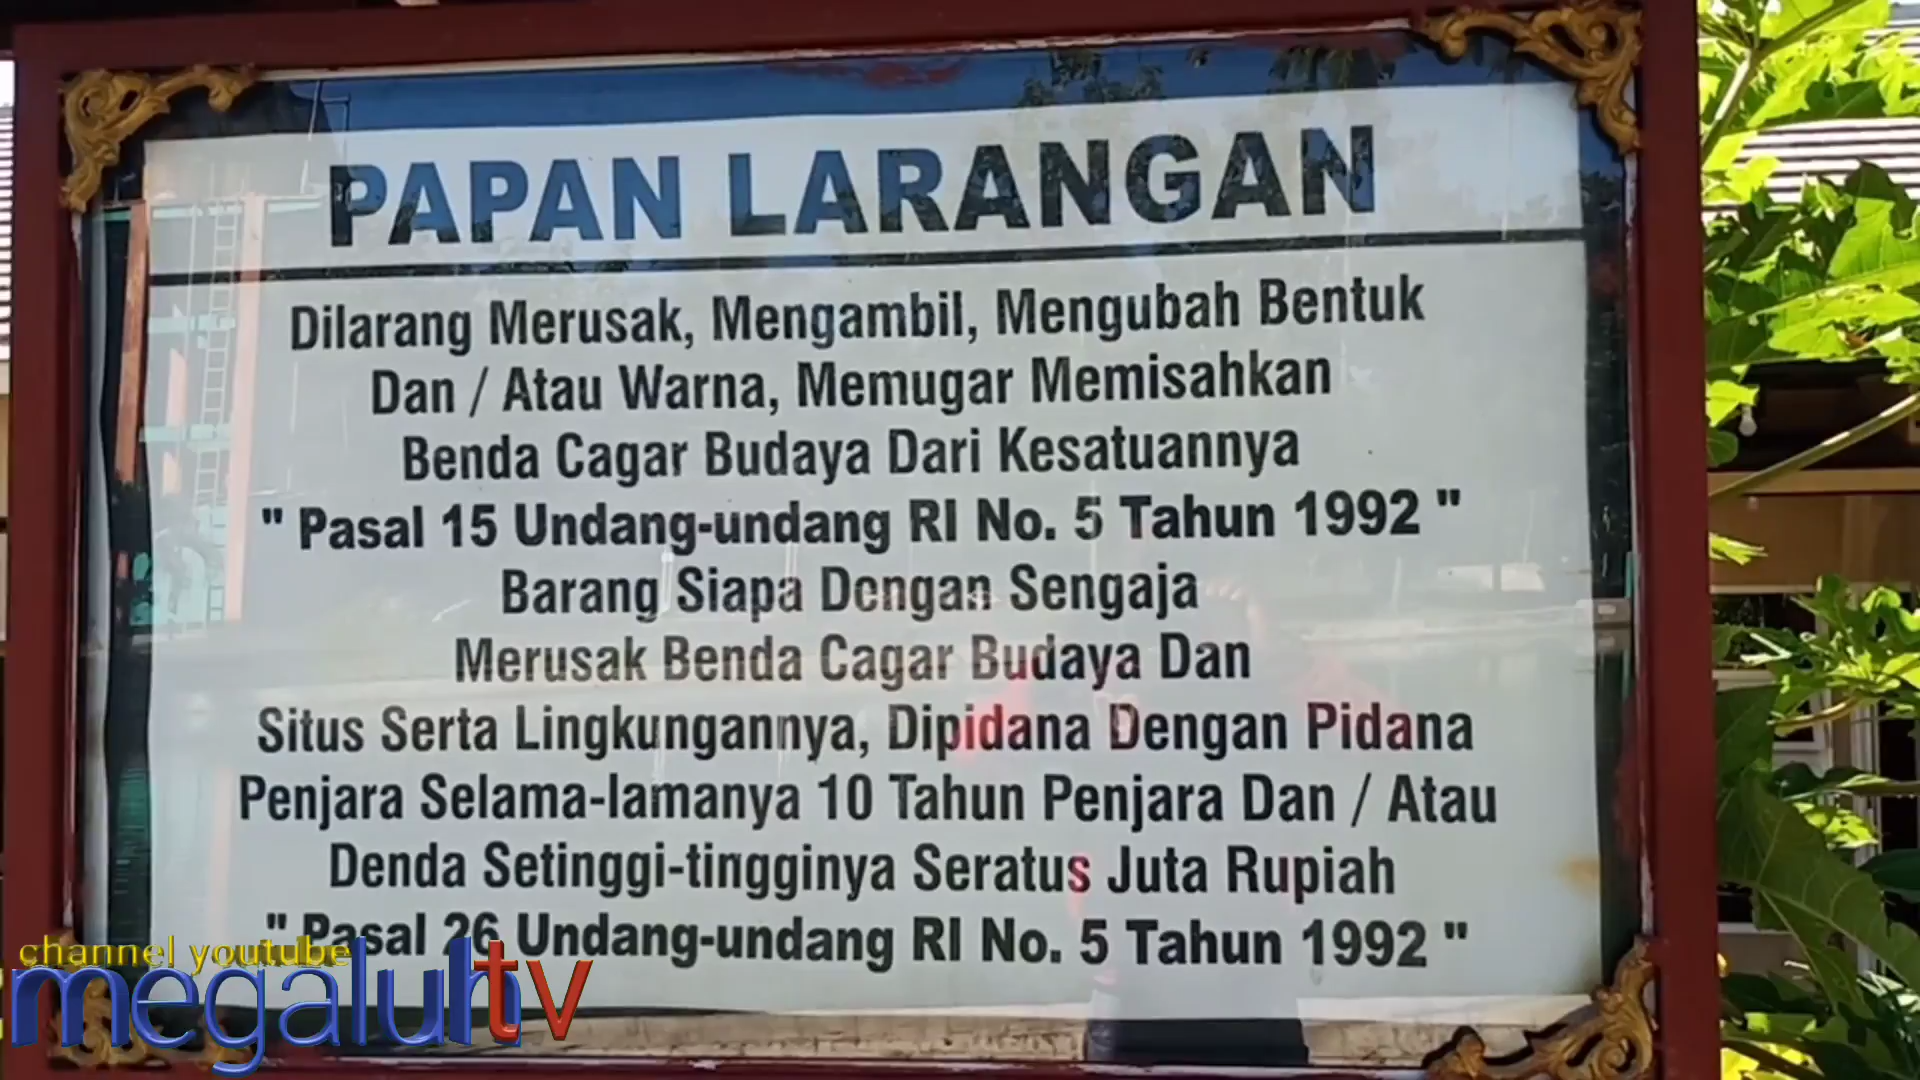 PAPAN LARANGAN
Dilarang Merusak, Mengambil, Mengubah Bentuk
Dan / Atau Warna, Memugar Memisahkan
Benda Cagar Budaya Dari Kesatuannya
" Pasal 15 Undang-undang RI No. 5 Tahun 1992 "
Barang Siapa Dengan Sengaja
Merusak Benda Cagar Budaya Dan
Situs Serta Lingkungannya, Dipidana Dengan Pidana
Penjara Selama-lamanya 10 Tahun Penjara Dan / Atau
Denda Setinggi-tingginya Seratus Juta Rupiah
" Pasal 26 Undang-undang RI No. 5 Tahun 1992 "
channel youtube
megaluh tv